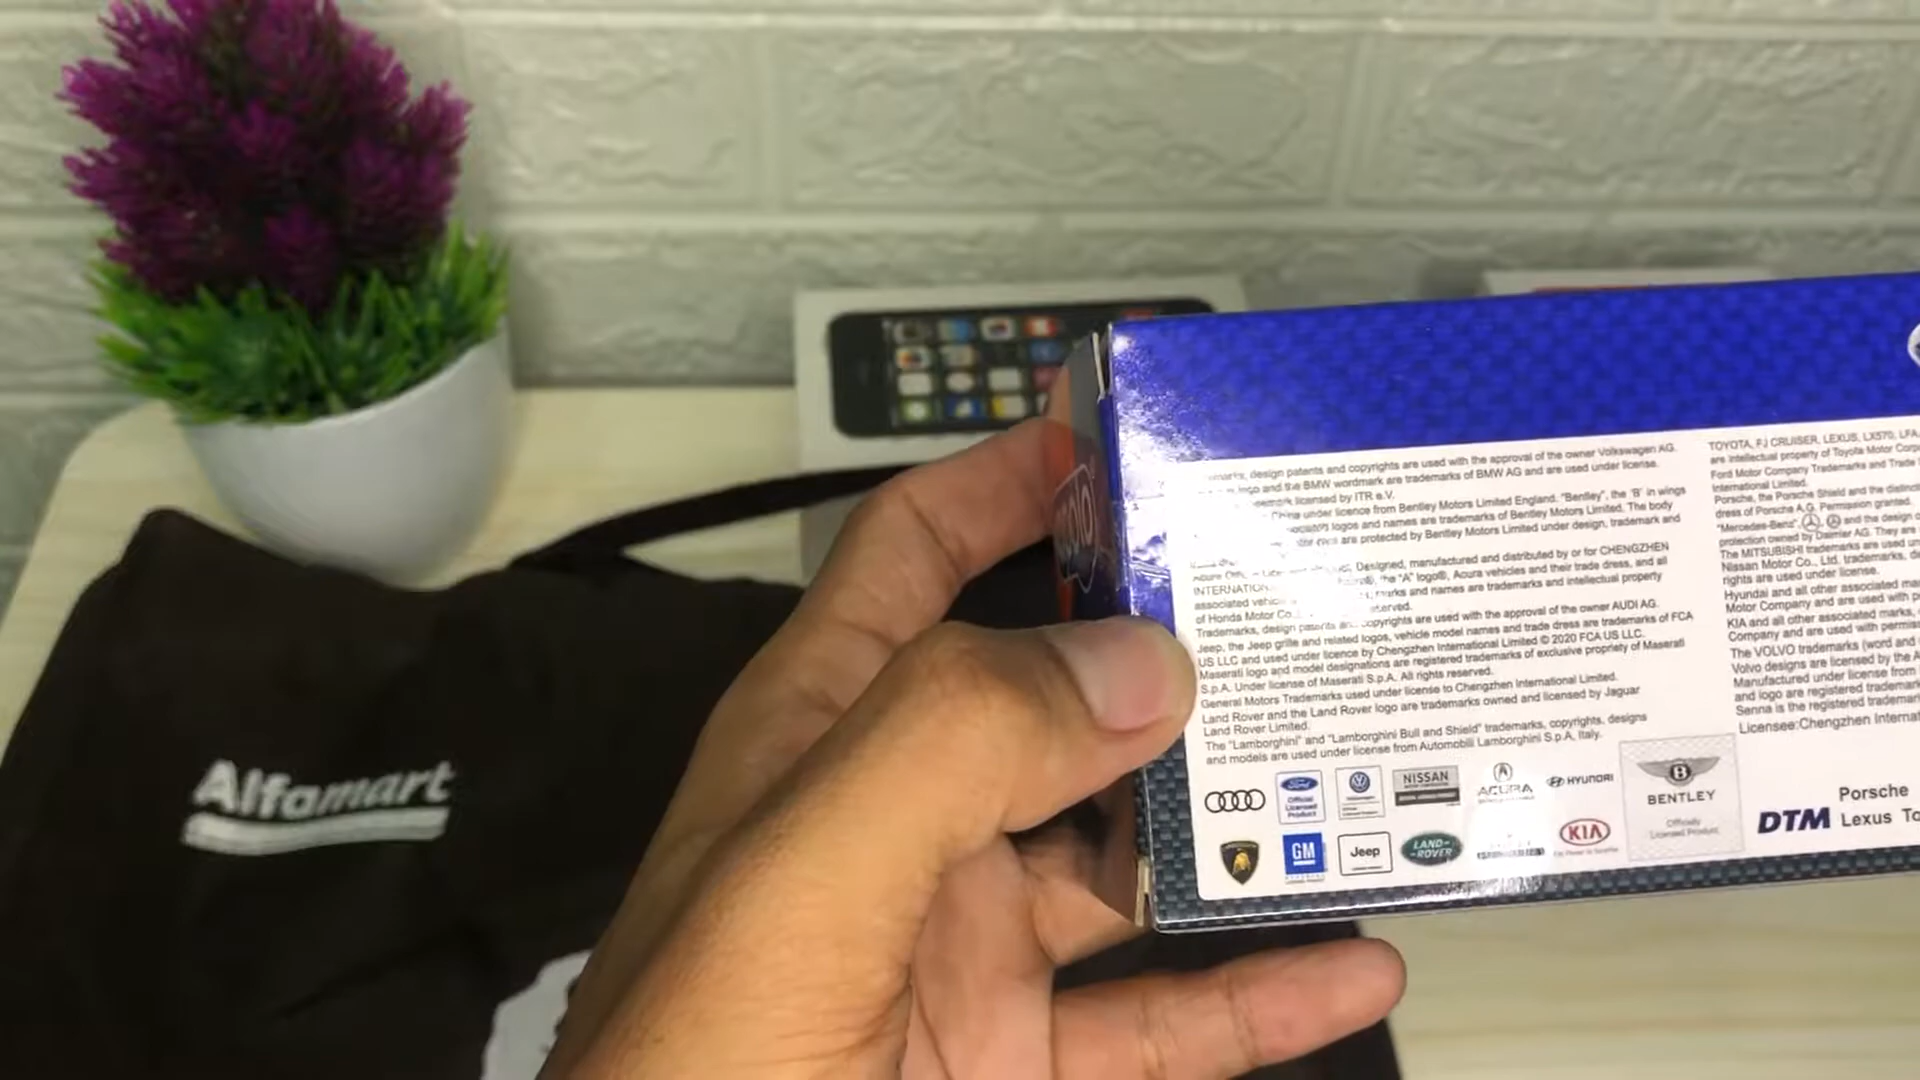 Alfamart
design patents and copyrights are used with the approval of the owner Volkswagen AG.
logo and the BMW wordmark are trademarks of BMW AG and are used under license.
licensed by ITR e.V.
China under licence from Bentley Motors Limited England. "Bentley", the 'B' in wings
logos and names are trademarks of Bentley Motors Limited. The body
are protected by Bentley Motors Limited under design, trademark and
Designed, manufactured and distributed by or for CHENGZHEN
INTERNATION the "A" logo®, Acura vehicles and their trade dress, and all
associated marks and names are trademarks and intellectual property
of Honda Motor Co.
Trademarks, design patents and copyrights are used with the approval of the owner AUDI AG.
Jeep, the Jeep grille and related logos, vehicle model names and trade dress are trademarks of FCA
US LLC and used under licence by Chengzhen International Limited © 2020 FCA US LLC.
Maserati logo and model designations are registered trademarks of exclusive propriety of Maserati
S.p.A. Under license of Maserati S.p.A. All rights reserved.
General Motors Trademarks used under license to Chengzhen International Limited.
Land Rover and the Land Rover logo are trademarks owned and licensed by Jaguar
Land Rover Limited.
The "Lamborghini" and "Lamborghini Bull and Shield" trademarks, copyrights, designs
and models are used under license from Automobili Lamborghini S.p.A, Italy.
TOYOTA, FJ CRUISER, LEXUS, LX570, LFA,
are intellectual property of Toyota Motor Corp
Ford Motor Company Trademarks and Trade
International Limited.
Porsche, the Porsche Shield and the distinct
dress of Porsche A.G. Permission granted.
"Mercedes-Benz", and the design o
protection owned by Daimler AG. They are
The MITSUBISHI trademarks are used un
Nissan Motor Co., Ltd. trademarks, de
rights are used under license.
Hyundai and all other associated mar
Motor Company and are used with p
KIA and all other associated marks,
Company and are used with permiss
The VOLVO trademarks (word and
Volvo designs are licensed by the A
Manufactured under license from
and logo are registered trademark
Senna is the registered trademark
Licensee:Chengzhen Internat
Ford
Official
Licensed
Product
NISSAN
ACURA
HYUNDAI
B
BENTLEY
Officially
Licensed Product
DTM
Porsche
Lexus To
GM
Jeep
LAND-
ROVER
KIA